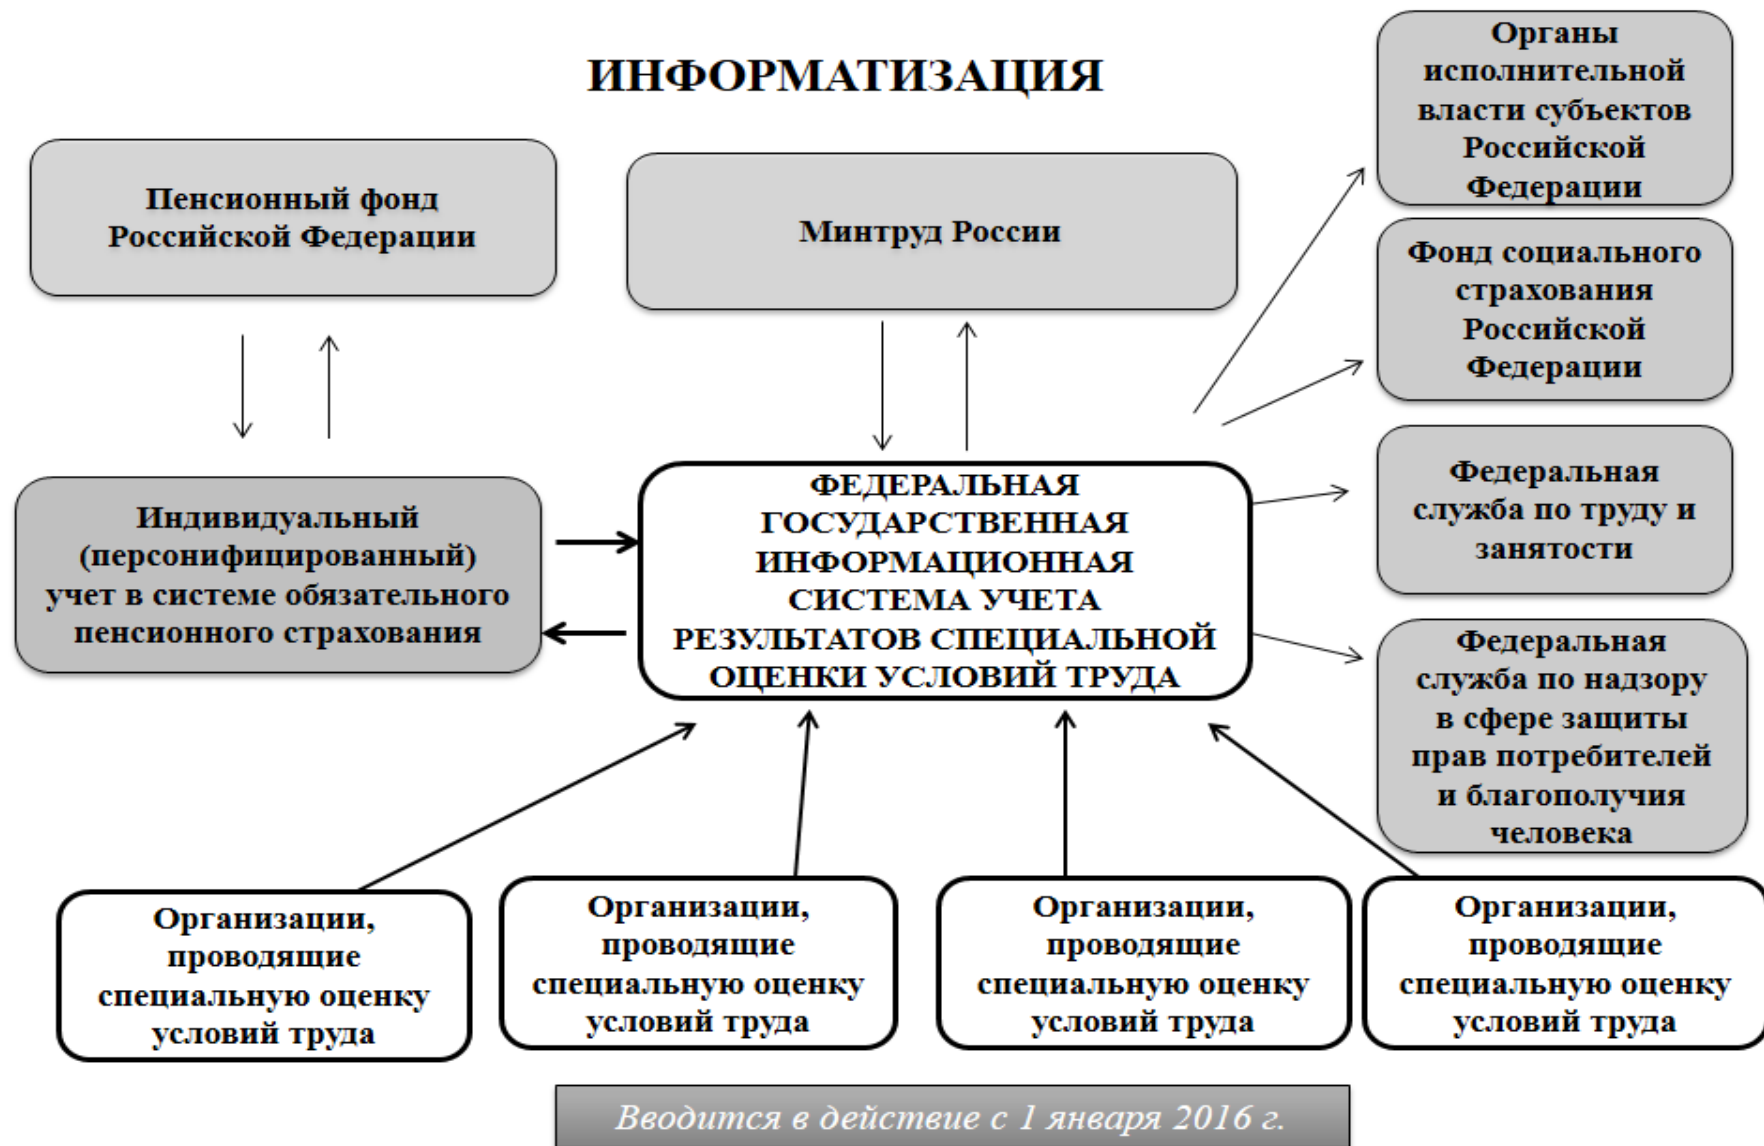 ИНФОРМАТИЗАЦИЯ
Пенсионный фонд
Российской Федерации
Минтруд России
Органы
исполнительной
власти субъектов
Российской
Федерации
Фонд социального
страхования
Российской
Федерации
Индивидуальный
(персонифицированный)
учет в системе обязательного
пенсионного страхования
ФЕДЕРАЛЬНАЯ
ГОСУДАРСТВЕННАЯ
ИНФОРМАЦИОННАЯ
СИСТЕМА УЧЕТА
РЕЗУЛЬТАТОВ СПЕЦИАЛЬНОЙ
ОЦЕНКИ УСЛОВИЙ ТРУДА
Федеральная
служба по труду и
занятости
Федеральная
служба по надзору
в сфере защиты
прав потребителей
и благополучия
человека
Организации,
проводящие
специальную оценку
условий труда
Организации,
проводящие
специальную оценку
условий труда
Организации,
проводящие
специальную оценку
условий труда
Организации,
проводящие
специальную оценку
условий труда
Вводится в действие с 1 января 2016 г.